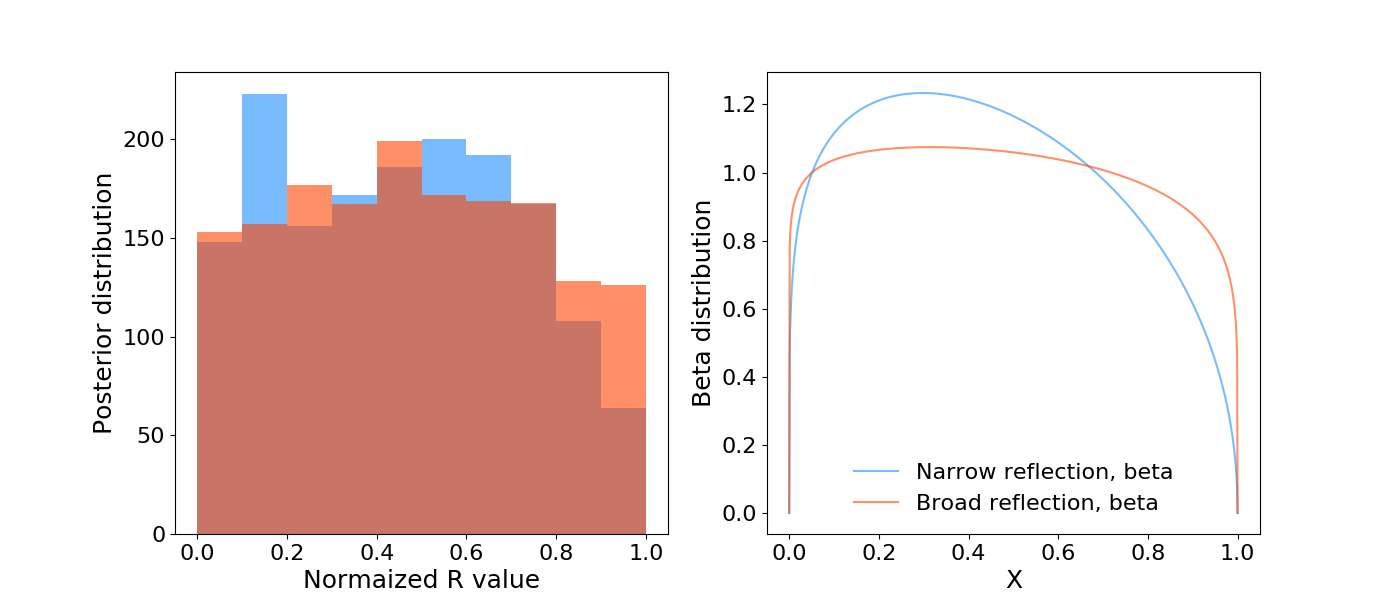 Posterior distribution
200
150
100
50
0
0.0 0.2 0.4 0.6 0.8 1.0
Normaized R value
Beta distribution
1.2
1.0
0.8
0.6
0.4
0.2
0.0
Narrow reflection, beta
Broad reflection, beta
0.0 0.2 0.4 0.6 0.8 1.0
X